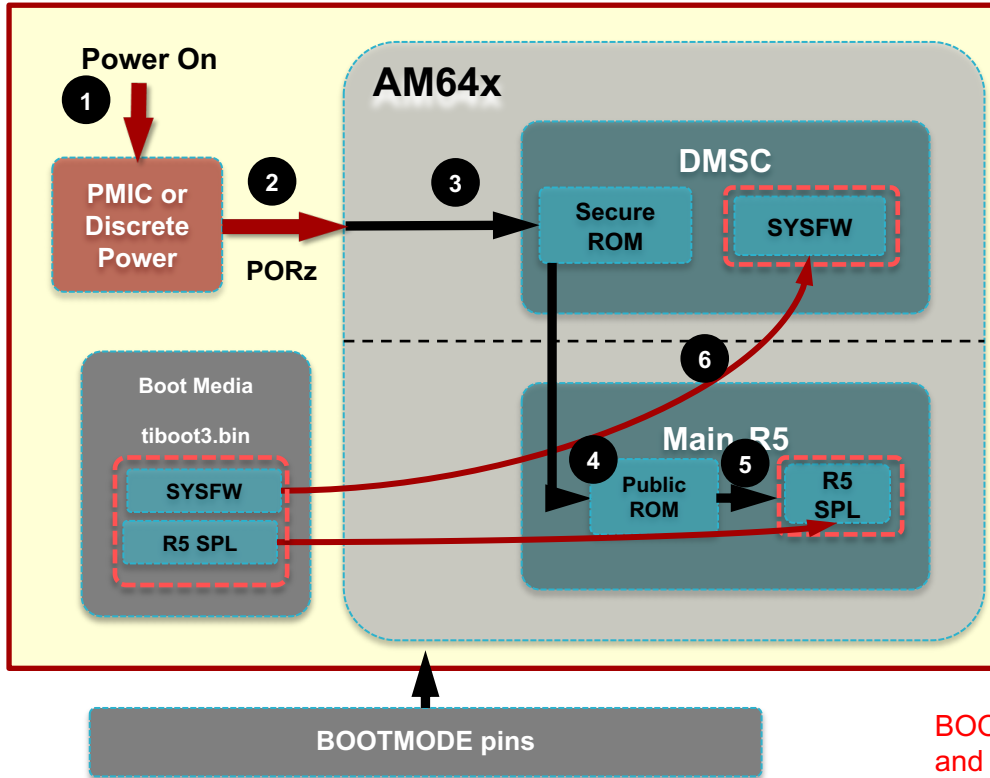 Power On
1
PMIC or
Discrete
Power
2
PORz
AM64x
3
DMSC
Secure
ROM
SYSFW
6
Boot Media
tiboot3.bin
SYSFW
R5 SPL
Main R5
4
Public
ROM
5
R5
SPL
BOOTMODE pins
and